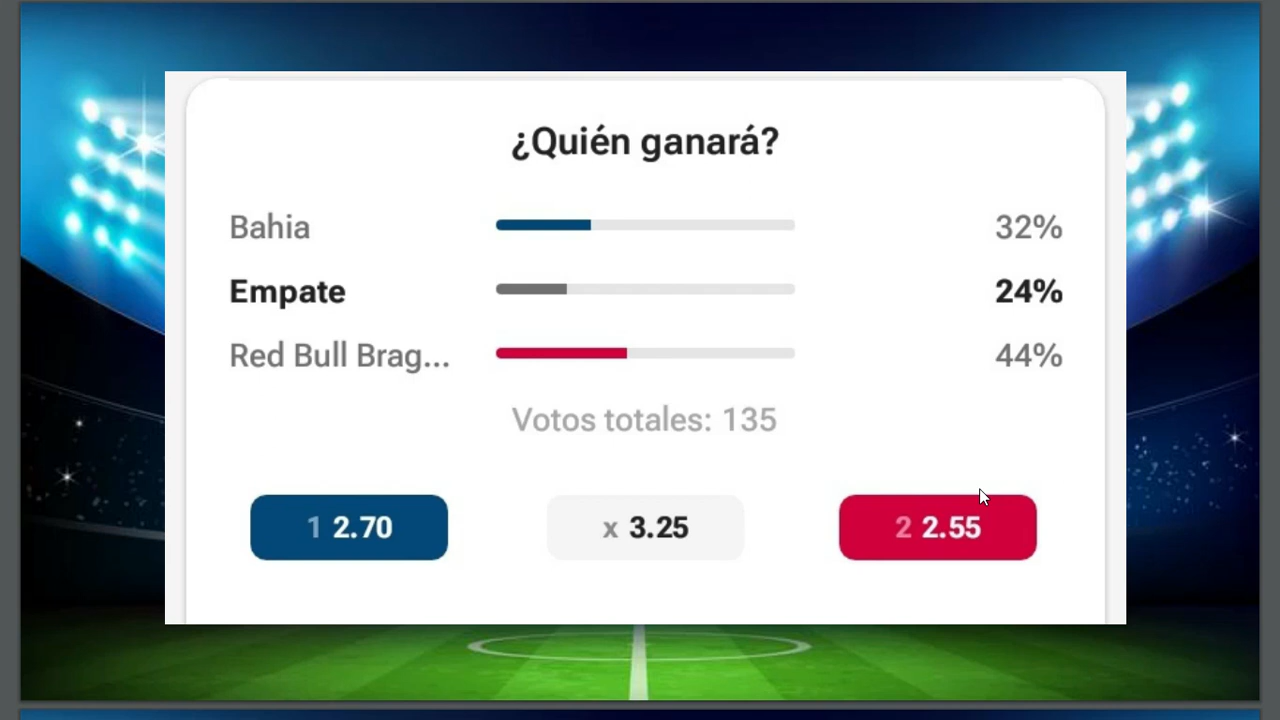 ¿Quién ganará?
Bahia 32%
Empate 24%
Red Bull Brag... 44%
Votos totales: 135
1 2.70 x 3.25 2 2.55